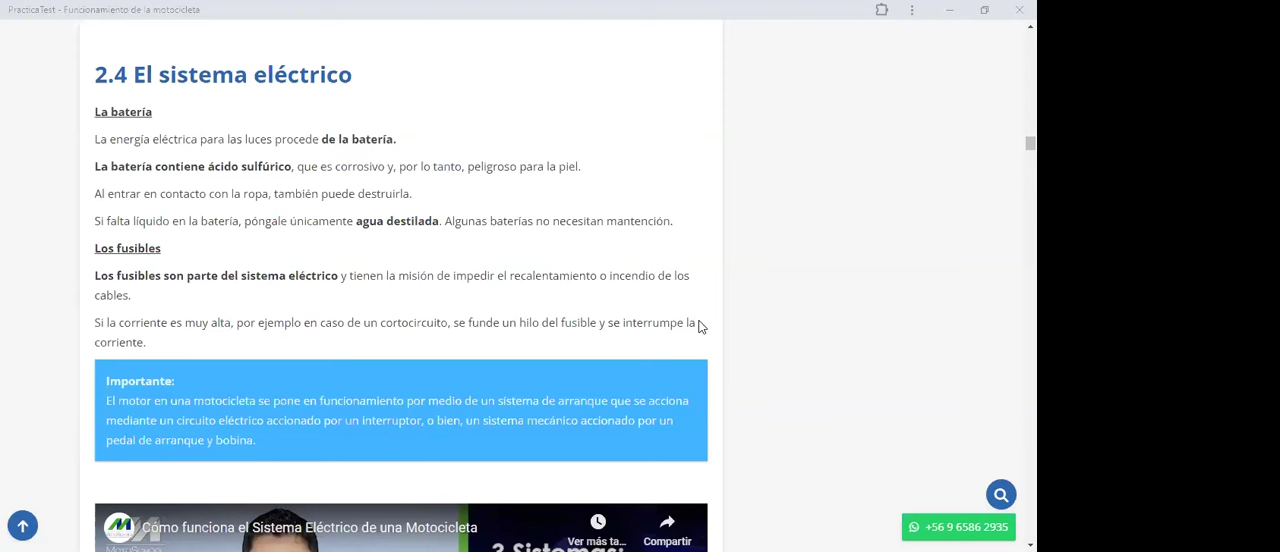 PracticaTest - Funcionamiento de la motocicleta
2.4 El sistema eléctrico
La batería
La energía eléctrica para las luces procede de la batería.
La batería contiene ácido sulfúrico, que es corrosivo y, por lo tanto, peligroso para la piel.
Al entrar en contacto con la ropa, también puede destruirla.
Si falta líquido en la batería, póngale únicamente agua destilada. Algunas baterías no necesitan mantención.
Los fusibles
Los fusibles son parte del sistema eléctrico y tienen la misión de impedir el recalentamiento o incendio de los
cables.
Si la corriente es muy alta, por ejemplo en caso de un cortocircuito, se funde un hilo del fusible y se interrumpe la
corriente.
Importante:
El motor en una motocicleta se pone en funcionamiento por medio de un sistema de arranque que se acciona
mediante un circuito eléctrico accionado por un interruptor, o bien, un sistema mecánico accionado por un
pedal de arranque y bobina.
Cómo funciona el Sistema Eléctrico de una Motocicleta
Ver más ta...
Compartir
2 Sistemas:
+56 9 6586 2935